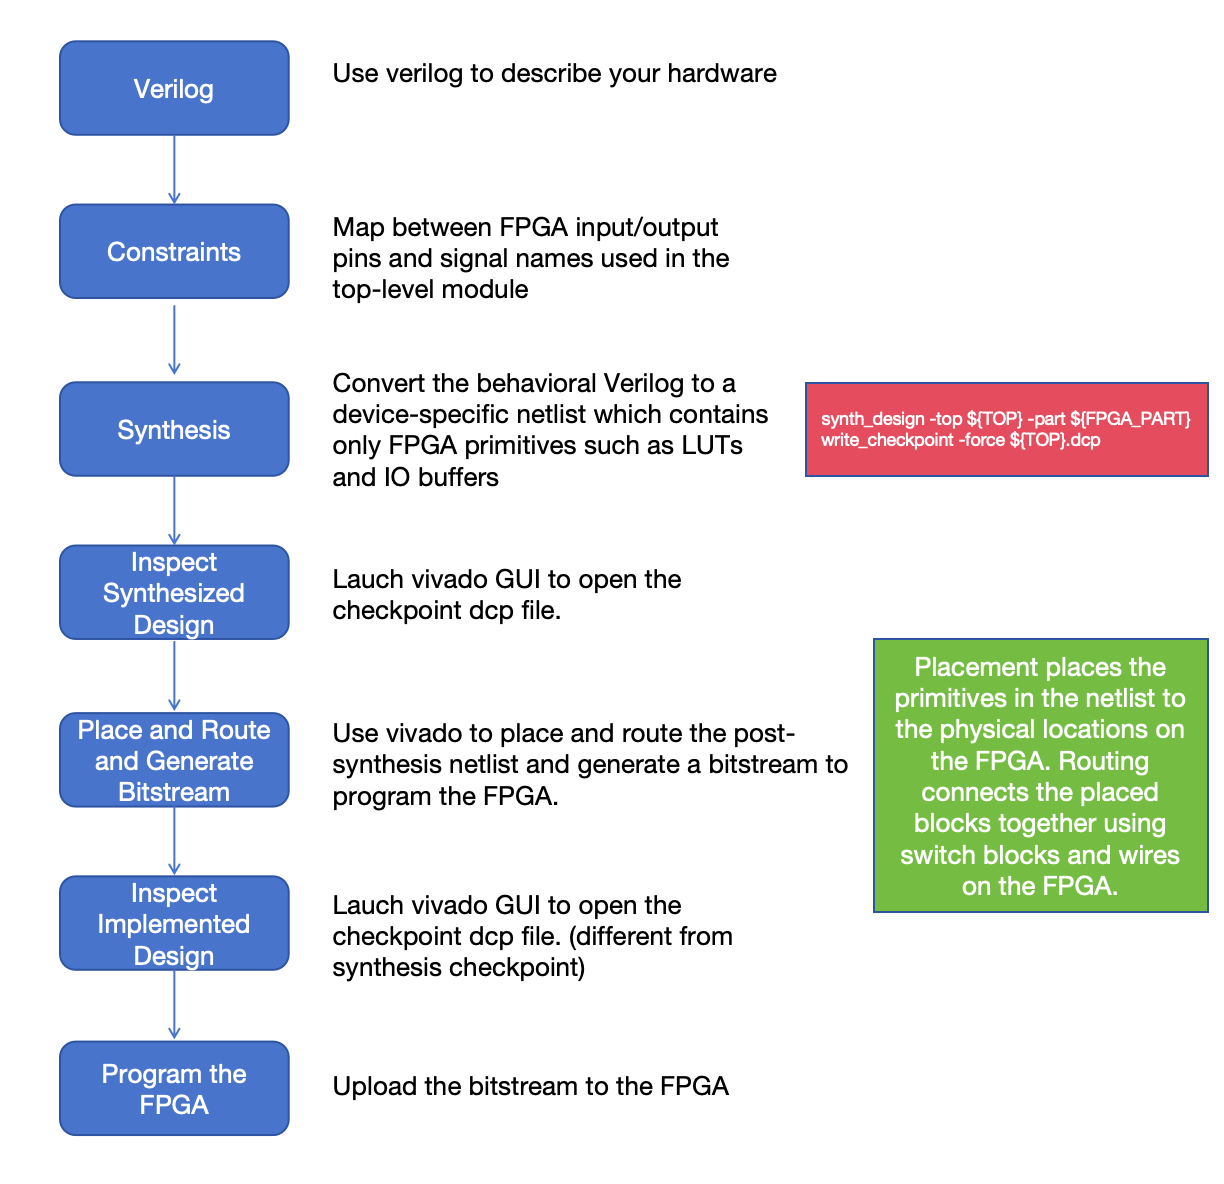 Verilog
Use verilog to describe your hardware
Constraints
Map between FPGA input/output
pins and signal names used in the
top-level module
Synthesis
Convert the behavioral Verilog to a
device-specific netlist which contains
only FPGA primitives such as LUTs
and IO buffers
synth_design -top ${TOP} -part ${FPGA_PART}
write_checkpoint -force ${TOP}.dcp
Inspect
Synthesized
Design
Lauch vivado GUI to open the
checkpoint dcp file.
Place and Route
and Generate
Bitstream
Use vivado to place and route the post-
synthesis netlist and generate a bitstream to
program the FPGA.
Placement places the
primitives in the netlist to
the physical locations on
the FPGA. Routing
connects the placed
blocks together using
switch blocks and wires
on the FPGA.
Inspect
Implemented
Design
Lauch vivado GUI to open the
checkpoint dcp file. (different from
synthesis checkpoint)
Program the
FPGA
Upload the bitstream to the FPGA